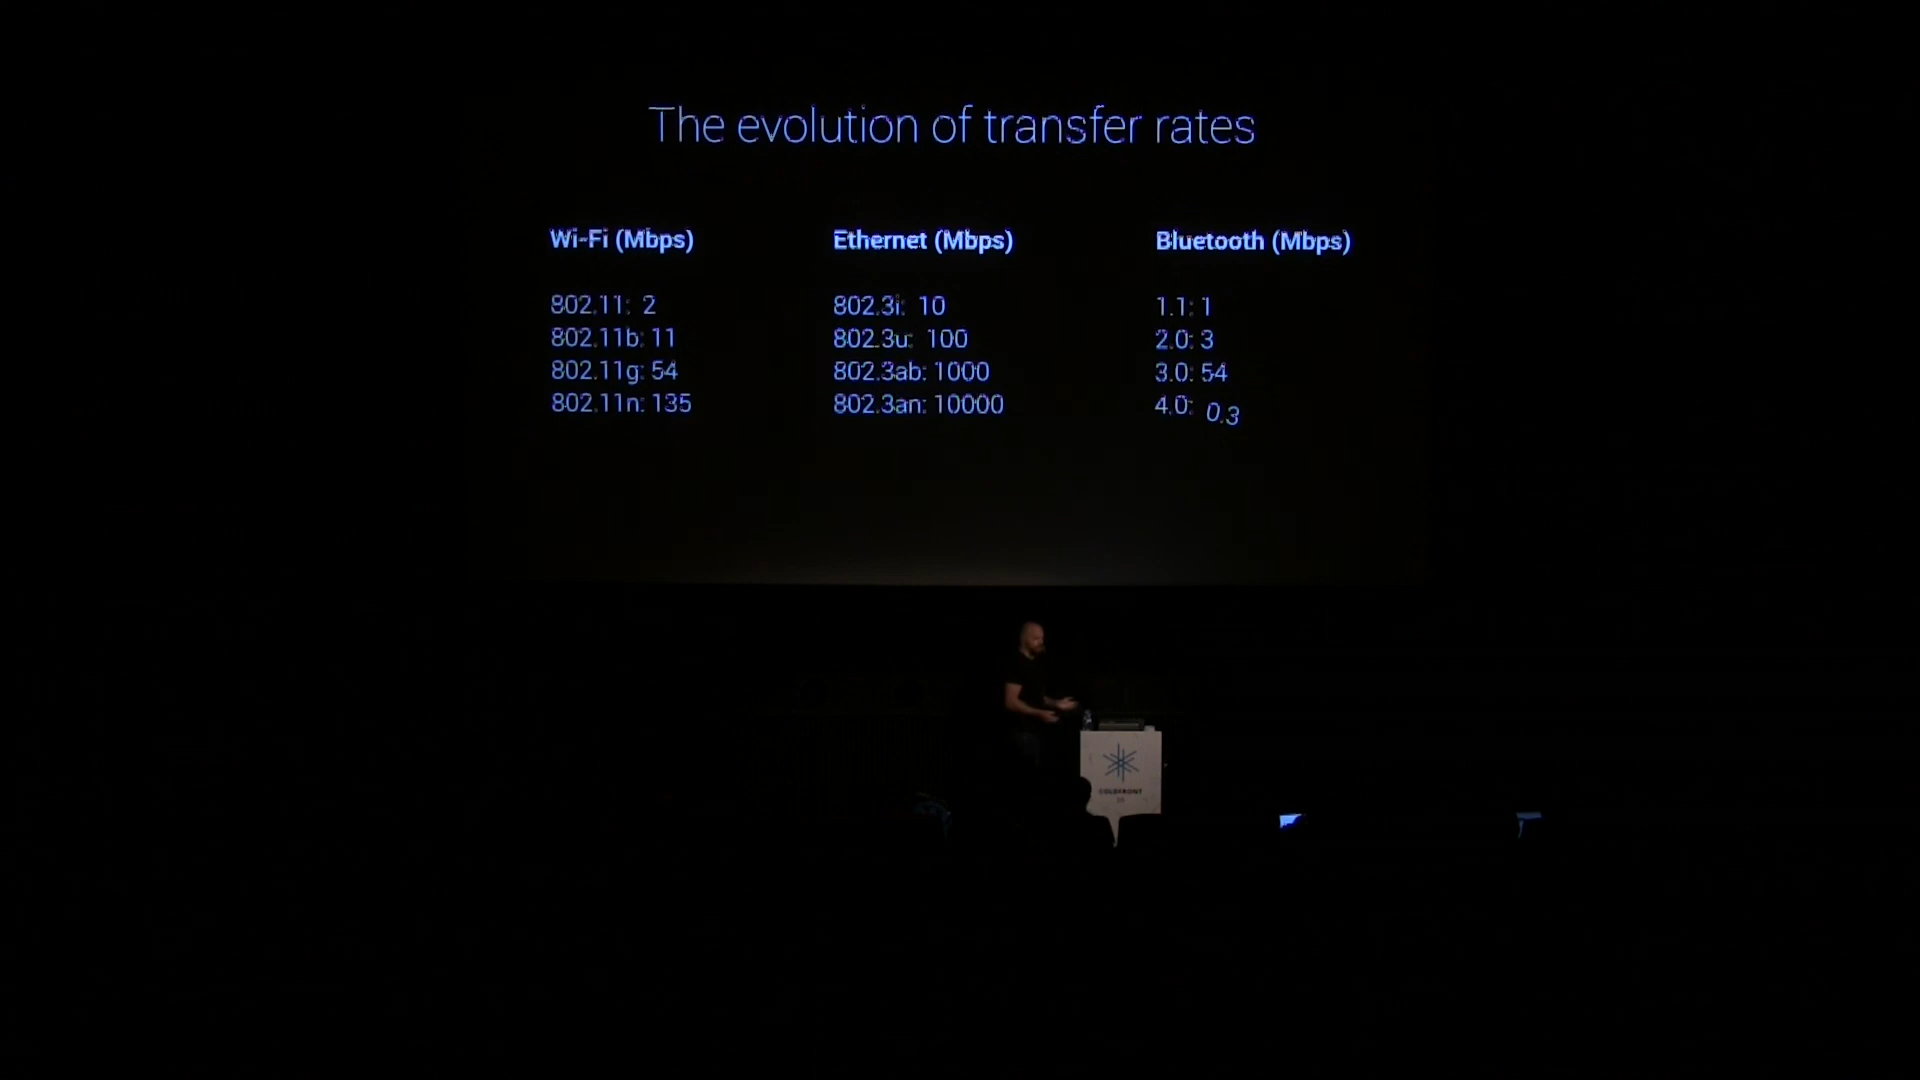 The evolution of transfer rates
Wi-Fi (Mbps)
802.11: 2
802.11b: 11
802.11g: 54
802.11n: 135
Ethernet (Mbps)
802.3i: 10
802.3u: 100
802.3ab: 1000
802.3an: 10000
Bluetooth (Mbps)
1.1: 1
2.0: 3
3.0: 54
4.0: 0.3
COLDFRONT